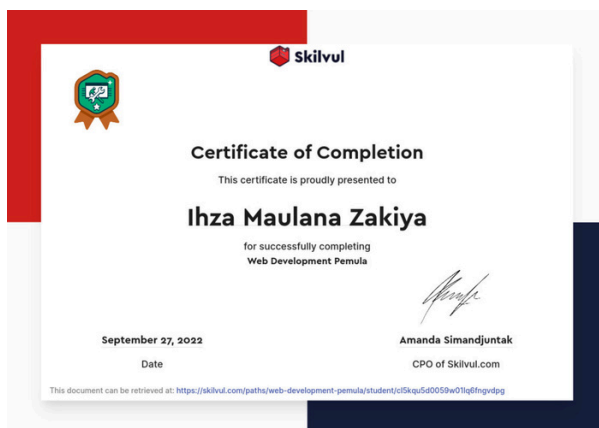 Skilvul
Certificate of Completion
This certificate is proudly presented to
Ihza Maulana Zakiya
for successfully completing
Web Development Pemula
September 27, 2022
Date
Amanda Simandjuntak
CPO of Skilvul.com
This document can be retrieved at: https://skilvul.com/paths/web-development-pemula/student/cl5kqu5d0059w01lq6fngvdpg